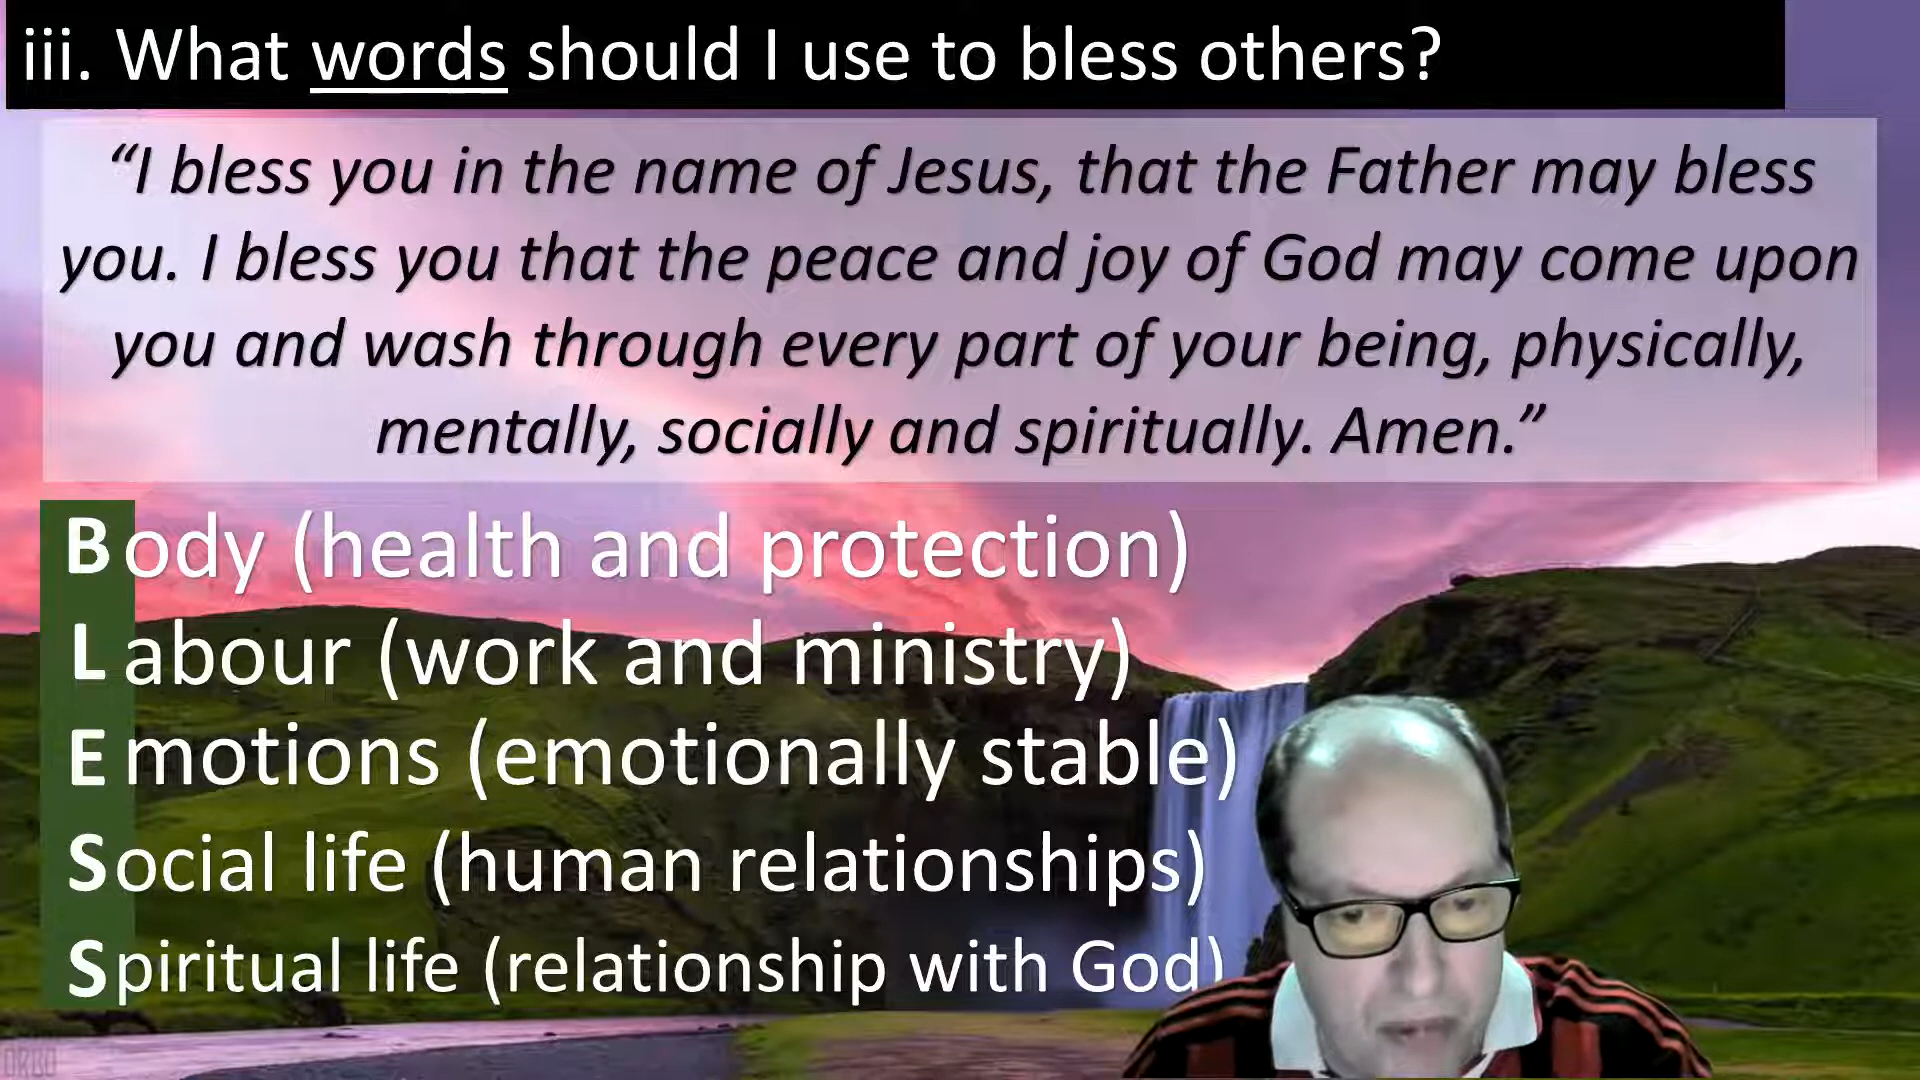 iii. What words should I use to bless others?
“I bless you in the name of Jesus, that the Father may bless
you. I bless you that the peace and joy of God may come upon
you and wash through every part of your being, physically,
mentally, socially and spiritually. Amen.”
Body (health and protection)
Labour (work and ministry)
Emotions (emotionally stable)
Social life (human relationships)
Spiritual life (relationship with God)